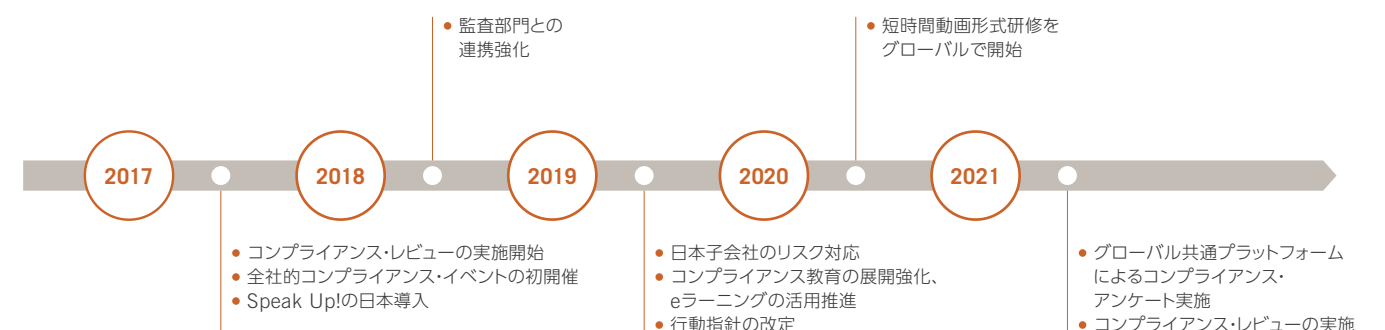 ● 監査部門との
連携強化
● 短時間動画形式研修を
グローバルで開始
2017
2018
2019
2020
2021
● コンプライアンス・レビューの実施開始
● 全社的コンプライアンス・イベントの初開催
● Speak Up!の日本導入
● 日本子会社のリスク対応
● コンプライアンス教育の展開強化、
eラーニングの活用推進
● 行動指針の改定
● グローバル共通プラットフォーム
によるコンプライアンス・
アンケート実施
● コンプライアンス・レビューの実施